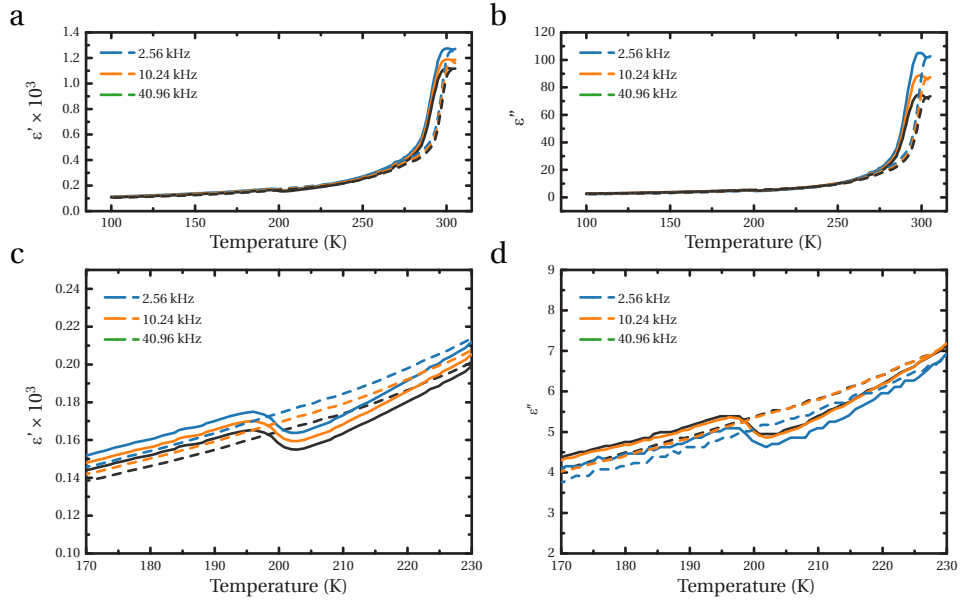 a
1.4
1.2
1.0
0.8
0.6
0.4
0.2
0.0
ε' × 10³
2.56 kHz
10.24 kHz
40.96 kHz
100 150 200 250 300
Temperature (K)
b
120
100
80
60
40
20
0
ε''
2.56 kHz
10.24 kHz
40.96 kHz
100 150 200 250 300
Temperature (K)
c
0.24
0.22
0.20
0.18
0.16
0.14
0.12
0.10
ε' × 10³
2.56 kHz
10.24 kHz
40.96 kHz
170 180 190 200 210 220 230
Temperature (K)
d
9
8
7
6
5
4
3
2
ε''
2.56 kHz
10.24 kHz
40.96 kHz
170 180 190 200 210 220 230
Temperature (K)